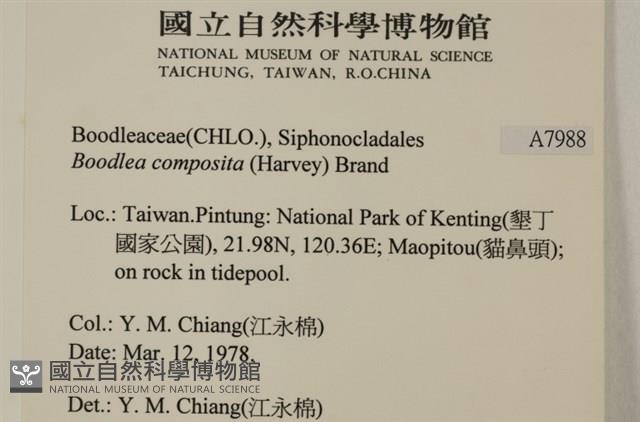 國立自然科學博物館
NATIONAL MUSEUM OF NATURAL SCIENCE
TAICHUNG, TAIWAN, R.O.CHINA
Boodleaceae(CHLO.), Siphonocladales
A7988
Boodlea composita (Harvey) Brand
Loc.: Taiwan.Pintung: National Park of Kenting(墾丁
國家公園), 21.98N, 120.36E; Maopitou(貓鼻頭);
on rock in tidepool.
Col.: Y. M. Chiang(江永棉)
Date: Mar. 12, 1978.
國立自然科學博物館
NATIONAL MUSEUM OF NATURAL SCIENCE
Det.: Y. M. Chiang(江永棉)